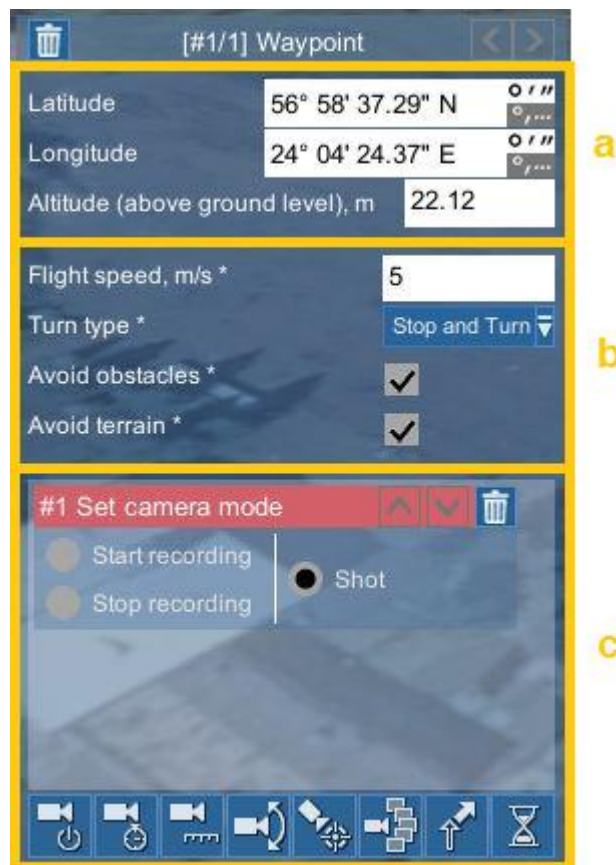 [#1/1] Waypoint < >
Latitude 56° 58' 37.29" N ° ' "
°,...
Longitude 24° 04' 24.37" E ° ' "
°,...
Altitude (above ground level), m 22.12
a
Flight speed, m/s * 5
Turn type * Stop and Turn
Avoid obstacles *
Avoid terrain *
b
#1 Set camera mode
Start recording
Stop recording
Shot
c